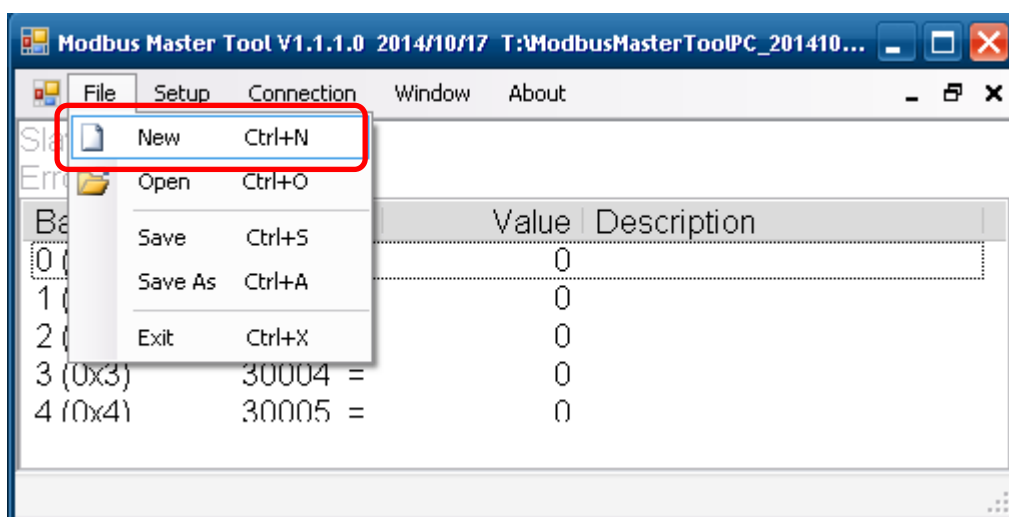 Modbus Master Tool V1.1.1.0 2014/10/17 T:\ModbusMasterToolPC_201410...
File Setup Connection Window About
New Ctrl+N
Open Ctrl+O
Save Ctrl+S
Save As Ctrl+A
Exit Ctrl+X
Value Description
0 ( 0
1 ( 0
2 ( 0
3 (0x3) 30004 = 0
4 (0x4) 30005 = 0